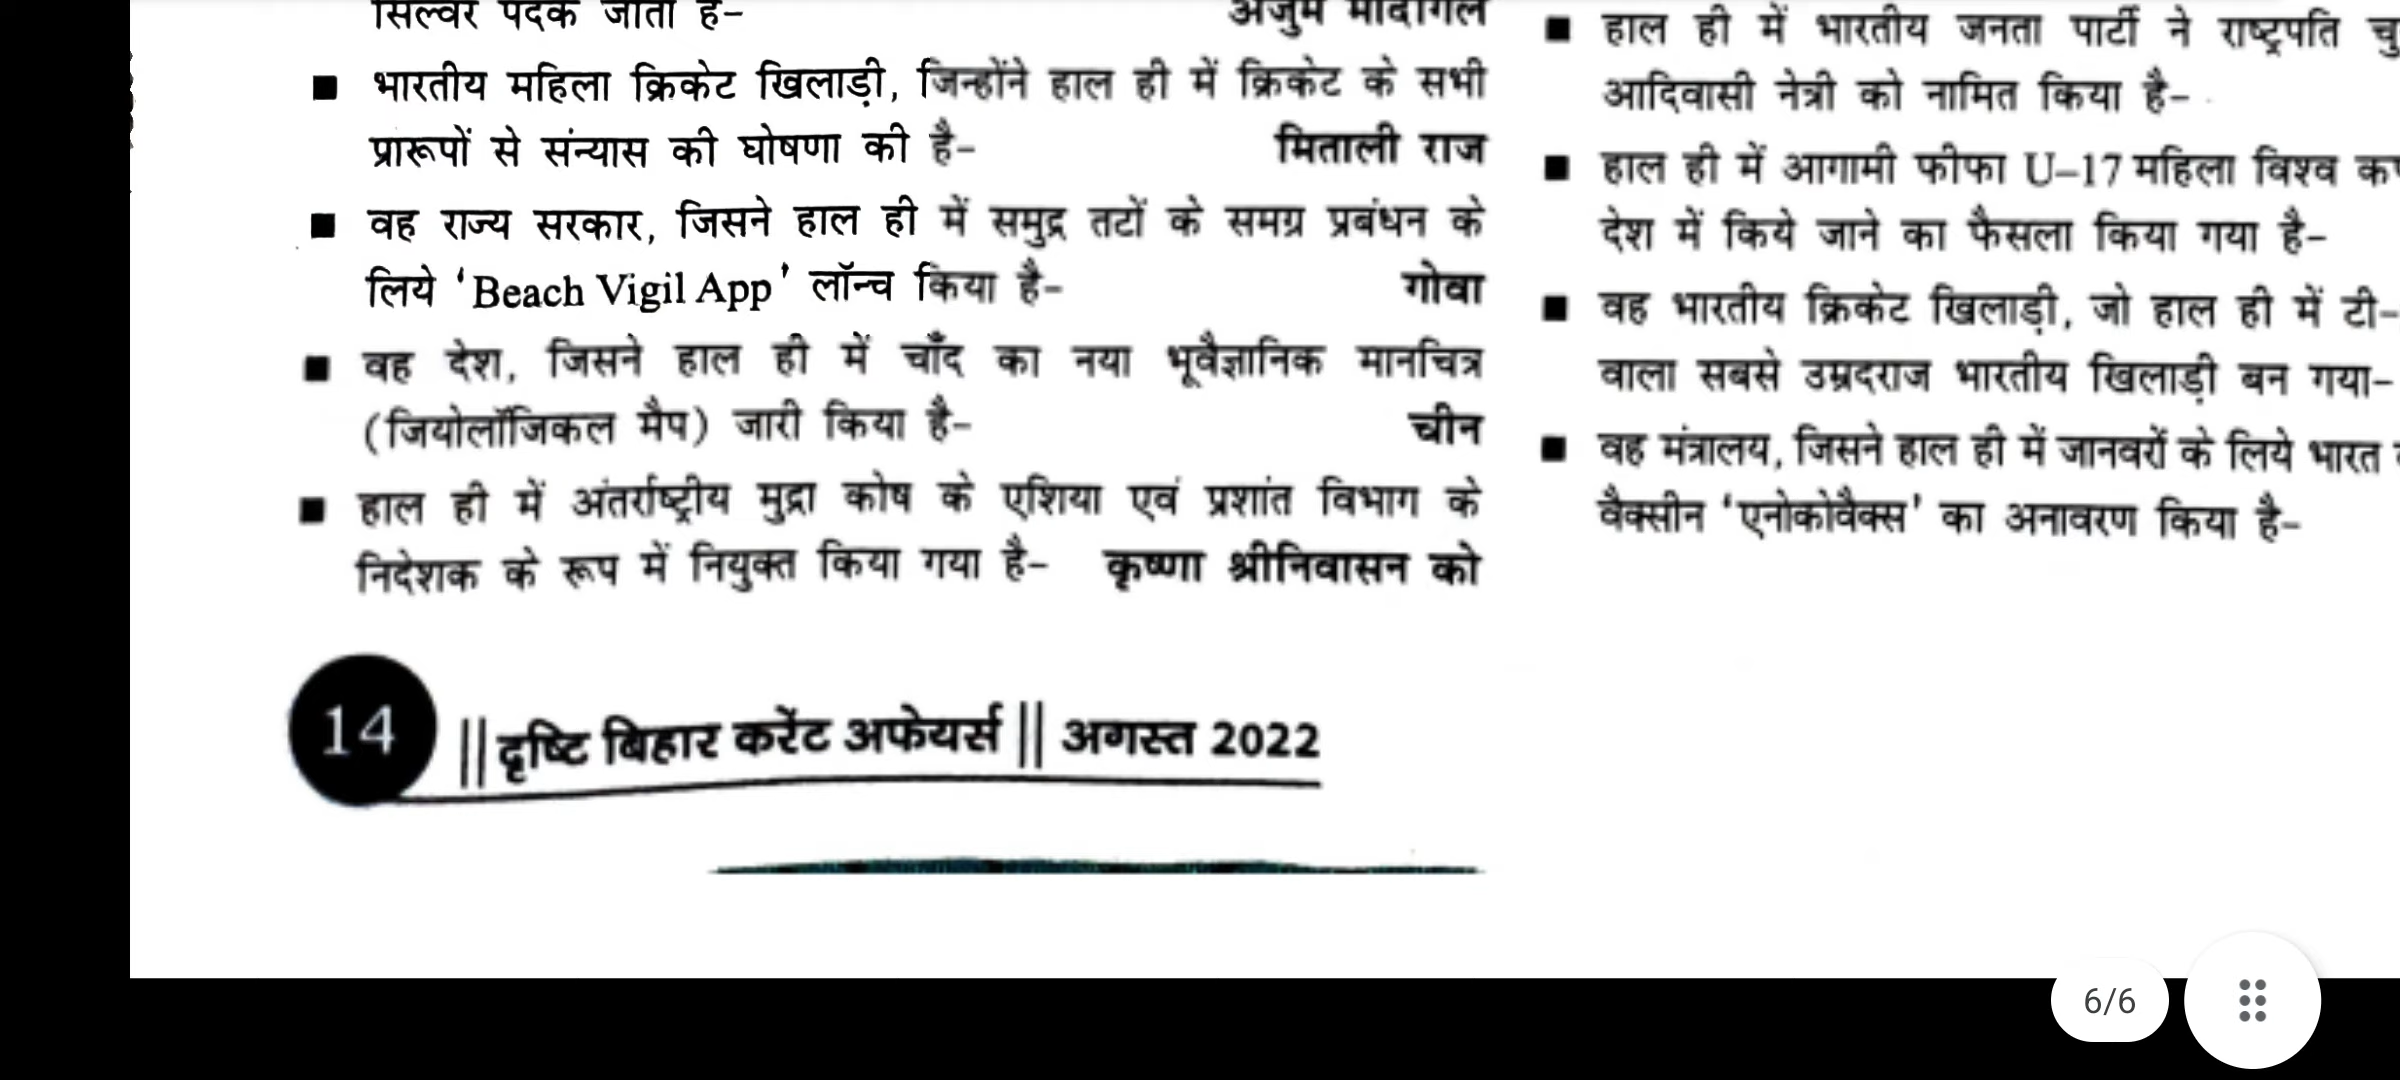 सिल्वर पदक जीता है–
अंजुम मौदगिल
■ भारतीय महिला क्रिकेट खिलाड़ी, जिन्होंने हाल ही में क्रिकेट के सभी
प्रारूपों से संन्यास की घोषणा की है– मिताली राज
■ वह राज्य सरकार, जिसने हाल ही में समुद्र तटों के समग्र प्रबंधन के
लिये ‘Beach Vigil App’ लॉन्च किया है– गोवा
■ वह देश, जिसने हाल ही में चाँद का नया भूवैज्ञानिक मानचित्र
(जियोलॉजिकल मैप) जारी किया है– चीन
■ हाल ही में अंतर्राष्ट्रीय मुद्रा कोष के एशिया एवं प्रशांत विभाग के
निदेशक के रूप में नियुक्त किया गया है– कृष्णा श्रीनिवासन को
■ हाल ही में भारतीय जनता पार्टी ने राष्ट्रपति
आदिवासी नेत्री को नामित किया है–
■ हाल ही में आगामी फीफा U–17 महिला विश्व
देश में किये जाने का फैसला किया गया है–
■ वह भारतीय क्रिकेट खिलाड़ी, जो हाल ही में टी–
वाला सबसे उम्रदराज भारतीय खिलाड़ी बन गया–
■ वह मंत्रालय, जिसने हाल ही में जानवरों के लिये भारत
वैक्सीन ‘एनोकोवैक्स’ का अनावरण किया है–
14 || दृष्टि बिहार करेंट अफेयर्स || अगस्त 2022
6/6